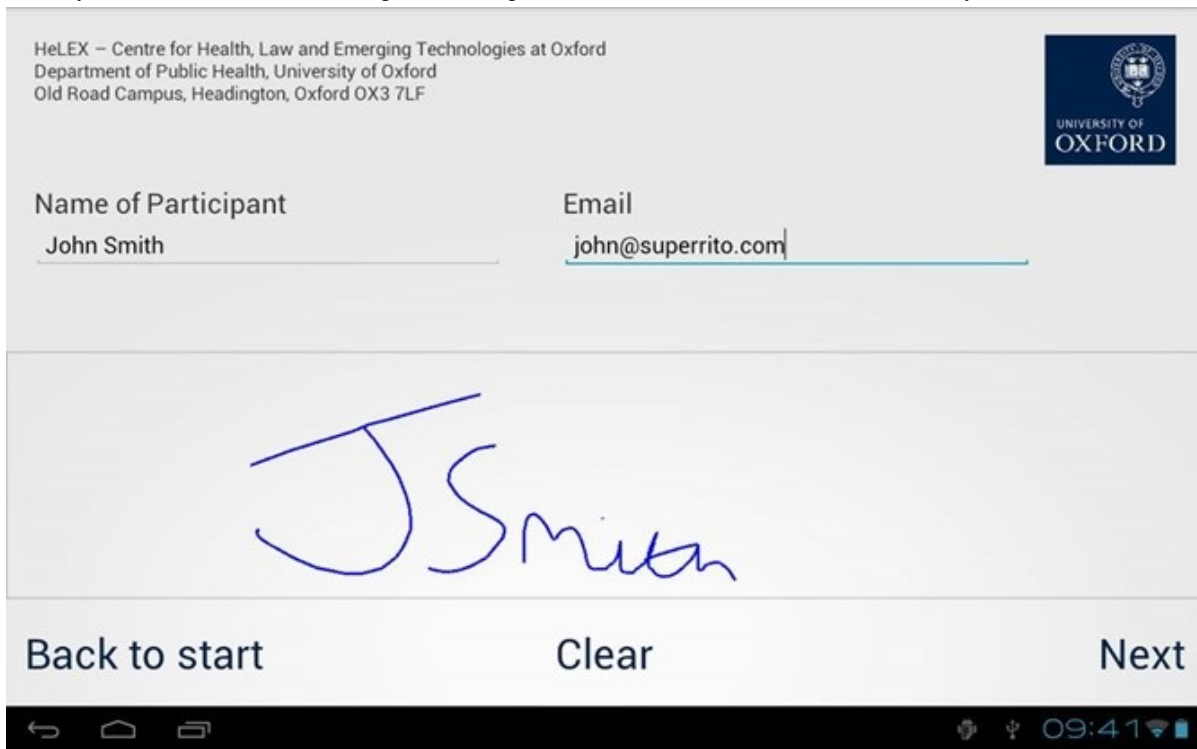 HeLEX – Centre for Health, Law and Emerging Technologies at Oxford
Department of Public Health, University of Oxford
Old Road Campus, Headington, Oxford OX3 7LF
UNIVERSITY OF
OXFORD
Name of Participant
Email
John Smith
john@superrito.com
JSmith
Back to start
Clear
Next
09:41